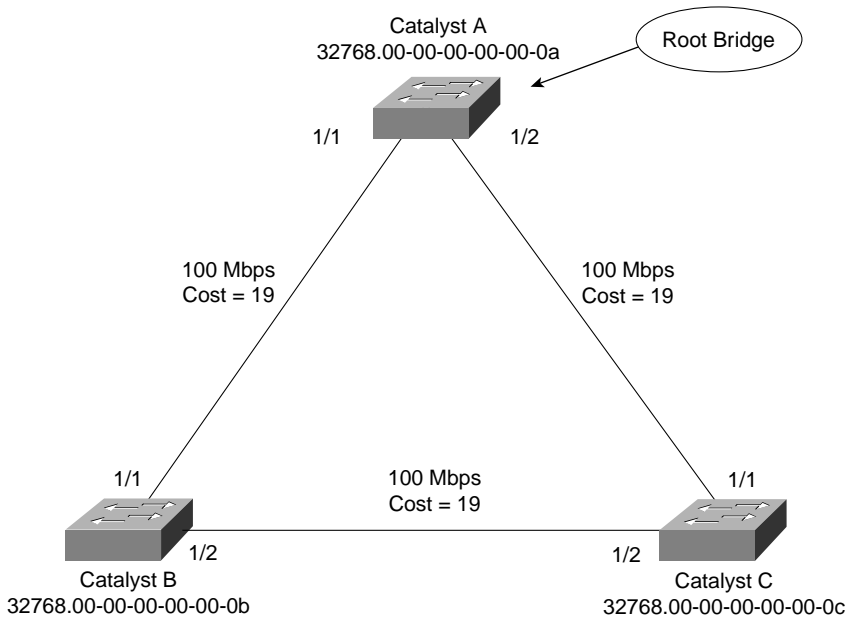 Catalyst A
32768.00-00-00-00-00-0a
Root Bridge
1/1
1/2
100 Mbps
Cost = 19
100 Mbps
Cost = 19
1/1
100 Mbps
Cost = 19
1/1
1/2
1/2
Catalyst B
32768.00-00-00-00-00-0b
Catalyst C
32768.00-00-00-00-00-0c